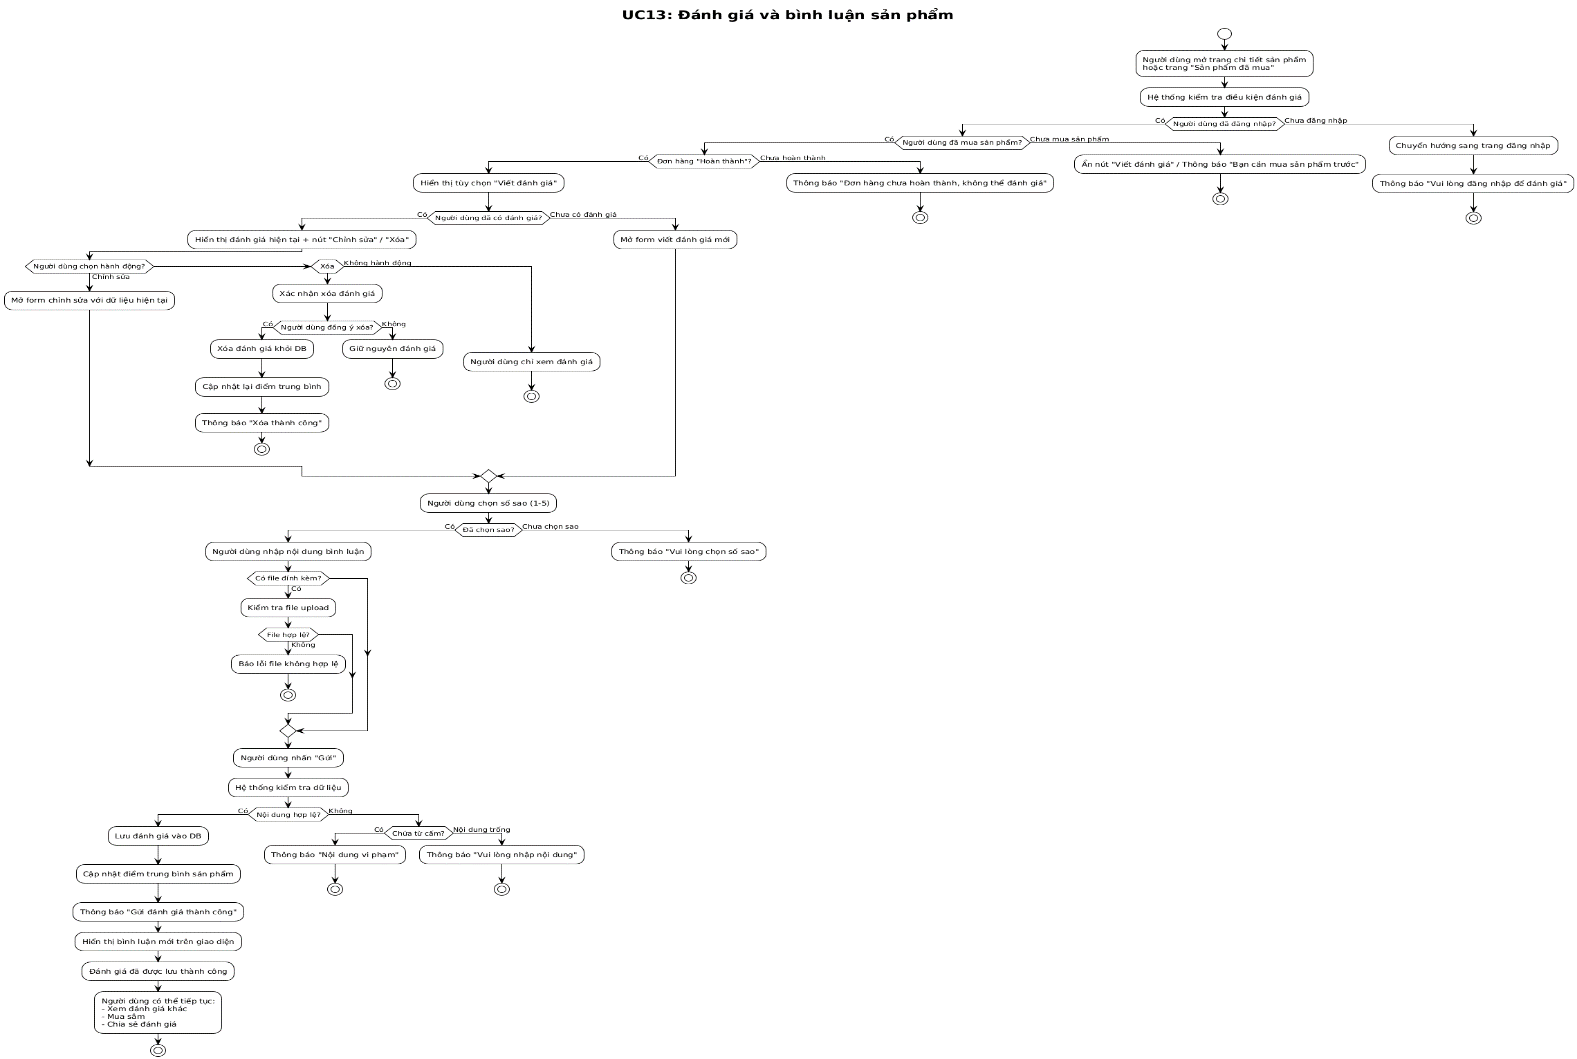 UC13: Đánh giá và bình luận sản phẩm
Người dùng mở trang chi tiết sản phẩm
hoặc trang "Sản phẩm đã mua"
Hệ thống kiểm tra điều kiện đánh giá
Có
Người dùng đã đăng nhập?
Chưa đăng nhập
Có
Người dùng đã mua sản phẩm?
Chưa mua sản phẩm
Chuyển hướng sang trang đăng nhập
Có
Đơn hàng "Hoàn thành"?
Chưa hoàn thành
Ẩn nút "Viết đánh giá" / Thông báo "Bạn cần mua sản phẩm trước"
Hiển thị tùy chọn "Viết đánh giá"
Thông báo "Đơn hàng chưa hoàn thành, không thể đánh giá"
Thông báo "Vui lòng đăng nhập để đánh giá"
Có
Người dùng đã có đánh giá?
Chưa có đánh giá
Hiển thị đánh giá hiện tại + nút "Chỉnh sửa" / "Xóa"
Mở form viết đánh giá mới
Người dùng chọn hành động?
Xóa
Không hành động
Chỉnh sửa
Mở form chỉnh sửa với dữ liệu hiện tại
Xác nhận xóa đánh giá
Có
Người dùng đồng ý xóa?
Không
Xóa đánh giá khỏi DB
Giữ nguyên đánh giá
Người dùng chỉ xem đánh giá
Cập nhật lại điểm trung bình
Thông báo "Xóa thành công"
Người dùng chọn số sao (1-5)
Có
Đã chọn sao?
Chưa chọn sao
Người dùng nhập nội dung bình luận
Thông báo "Vui lòng chọn số sao"
Có file đính kèm?
Có
Kiểm tra file upload
File hợp lệ?
Không
Báo lỗi file không hợp lệ
Người dùng nhấn "Gửi"
Hệ thống kiểm tra dữ liệu
Có
Nội dung hợp lệ?
Không
Lưu đánh giá vào DB
Có
Chứa từ cấm?
Nội dung trống
Thông báo "Nội dung vi phạm"
Thông báo "Vui lòng nhập nội dung"
Cập nhật điểm trung bình sản phẩm
Thông báo "Gửi đánh giá thành công"
Hiển thị bình luận mới trên giao diện
Đánh giá đã được lưu thành công
Người dùng có thể tiếp tục:
- Xem đánh giá khác
- Mua sắm
- Chia sẻ đánh giá